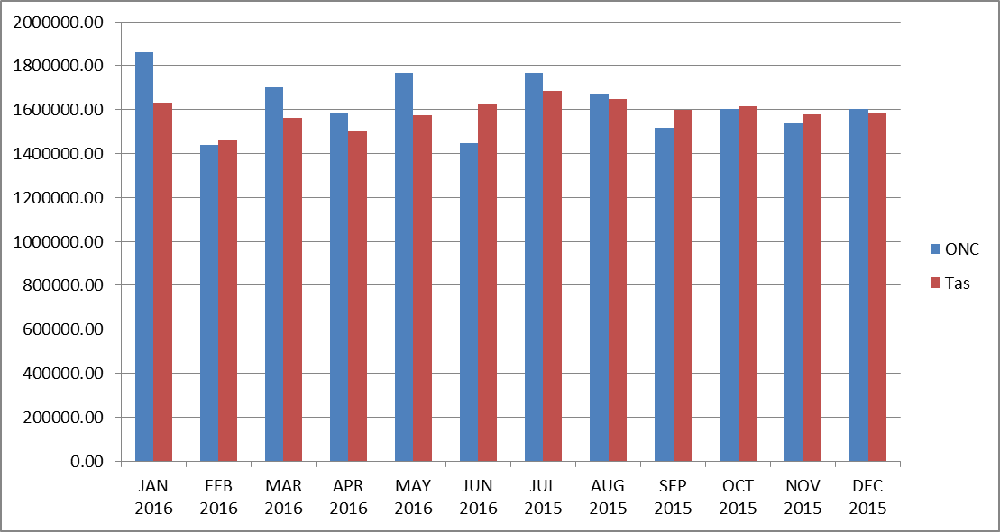 2000000.00
1800000.00
1600000.00
1400000.00
1200000.00
1000000.00
800000.00
600000.00
400000.00
200000.00
0.00
JAN FEB MAR APR MAY JUN JUL AUG SEP OCT NOV DEC
2016 2016 2016 2016 2016 2016 2015 2015 2015 2015 2015 2015
ONC
Tas